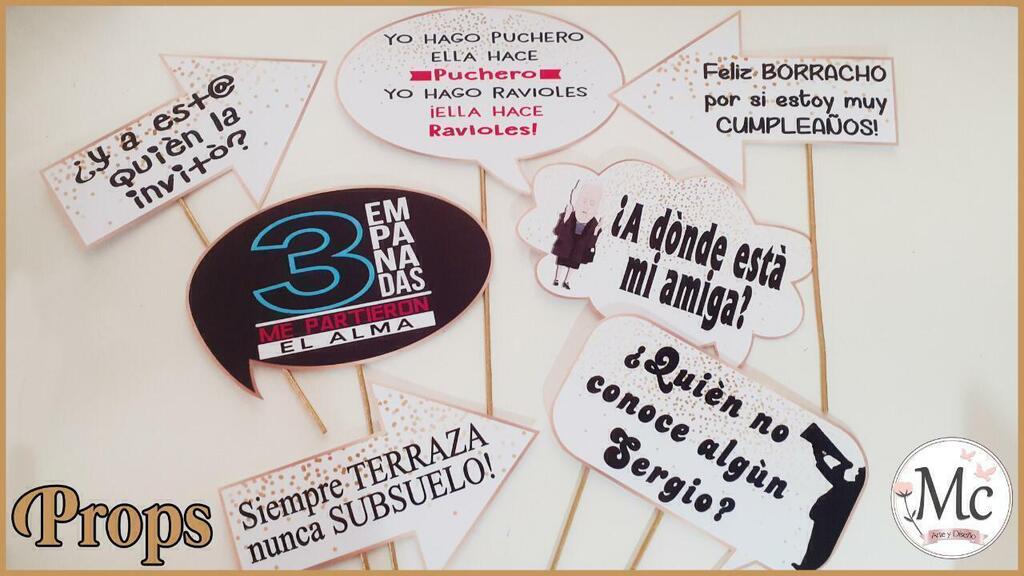 ¿y a est@
Quièn la
invitò?
YO HAGO PUCHERO
ELLA HACE
Puchero
YO HAGO RAVIOLES
¡ELLA HACE
Ravioles!
Feliz BORRACHO
por si estoy muy
CUMPLEAÑOS!
3
EM
PA
NA
DAS
ME PARTIERON
EL ALMA
¿A dònde està
mi amiga?
Siempre TERRAZA
nunca SUBSUELO!
¿Quièn no
conoce algùn
Sergio?
Props
Mc
Arte y Diseño